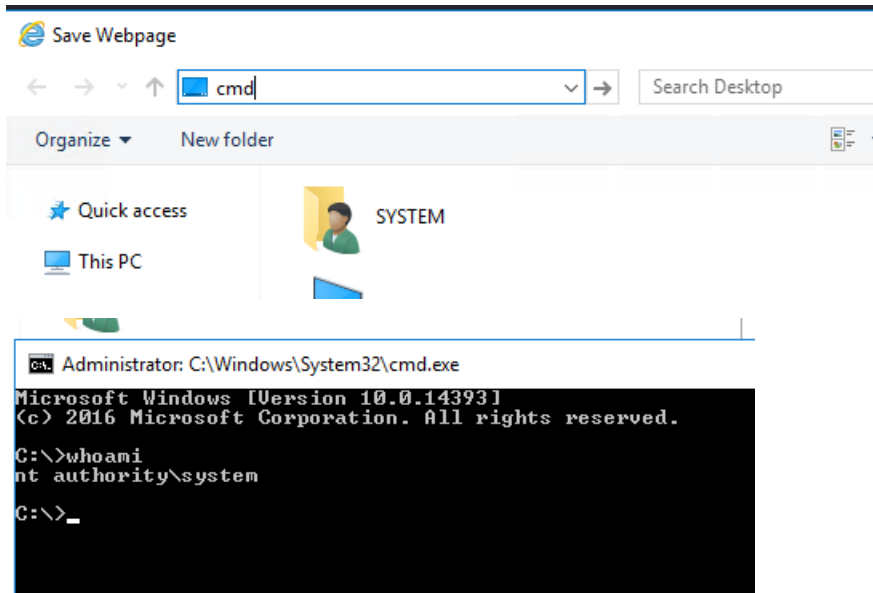 Save Webpage
cmd
Search Desktop
Organize
New folder
Quick access
SYSTEM
This PC
Administrator: C:\Windows\System32\cmd.exe
Microsoft Windows [Version 10.0.14393]
(c) 2016 Microsoft Corporation. All rights reserved.
C:\>whoami
nt authority\system
C:\>_